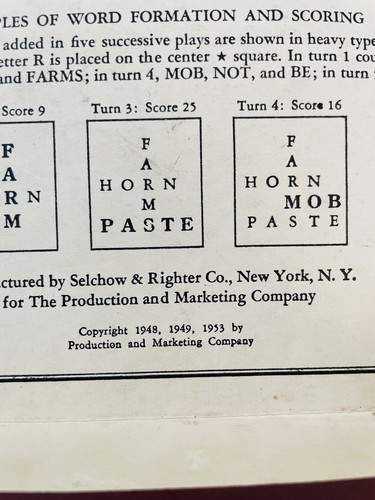 PLES OF WORD FORMATION AND SCORING
added in five successive plays are shown in heavy type
etter R is placed on the center ★ square. In turn 1 cou
and FARMS; in turn 4, MOB, NOT, and BE; in turn
Score 9
F
A
R N
M
Turn 3: Score 25
F
A
HORN
M
PASTE
Turn 4: Score 16
F
A
HORN
MOB
PASTE
ctured by Selchow & Righter Co., New York, N. Y.
for The Production and Marketing Company
Copyright 1948, 1949, 1953 by
Production and Marketing Company